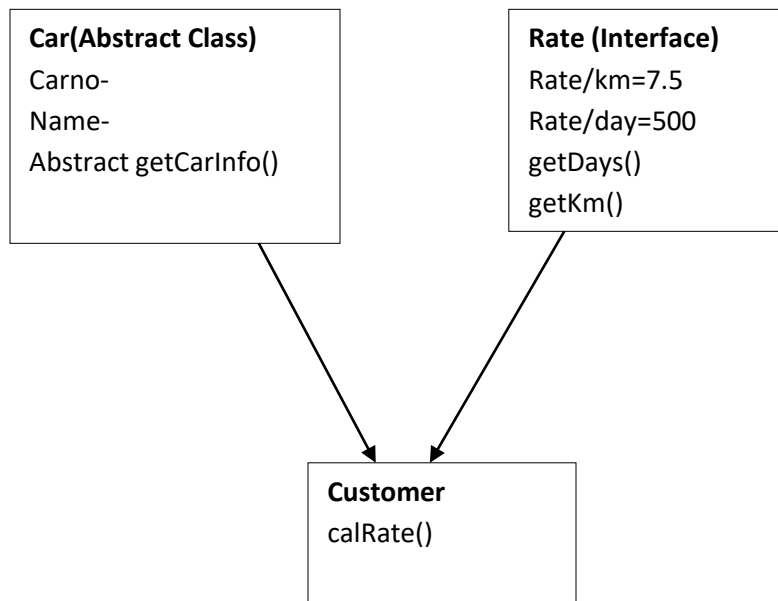 Car(Abstract Class)
Carno-
Name-
Abstract getCarInfo()
Rate (Interface)
Rate/km=7.5
Rate/day=500
getDays()
getKm()
Customer
calRate()